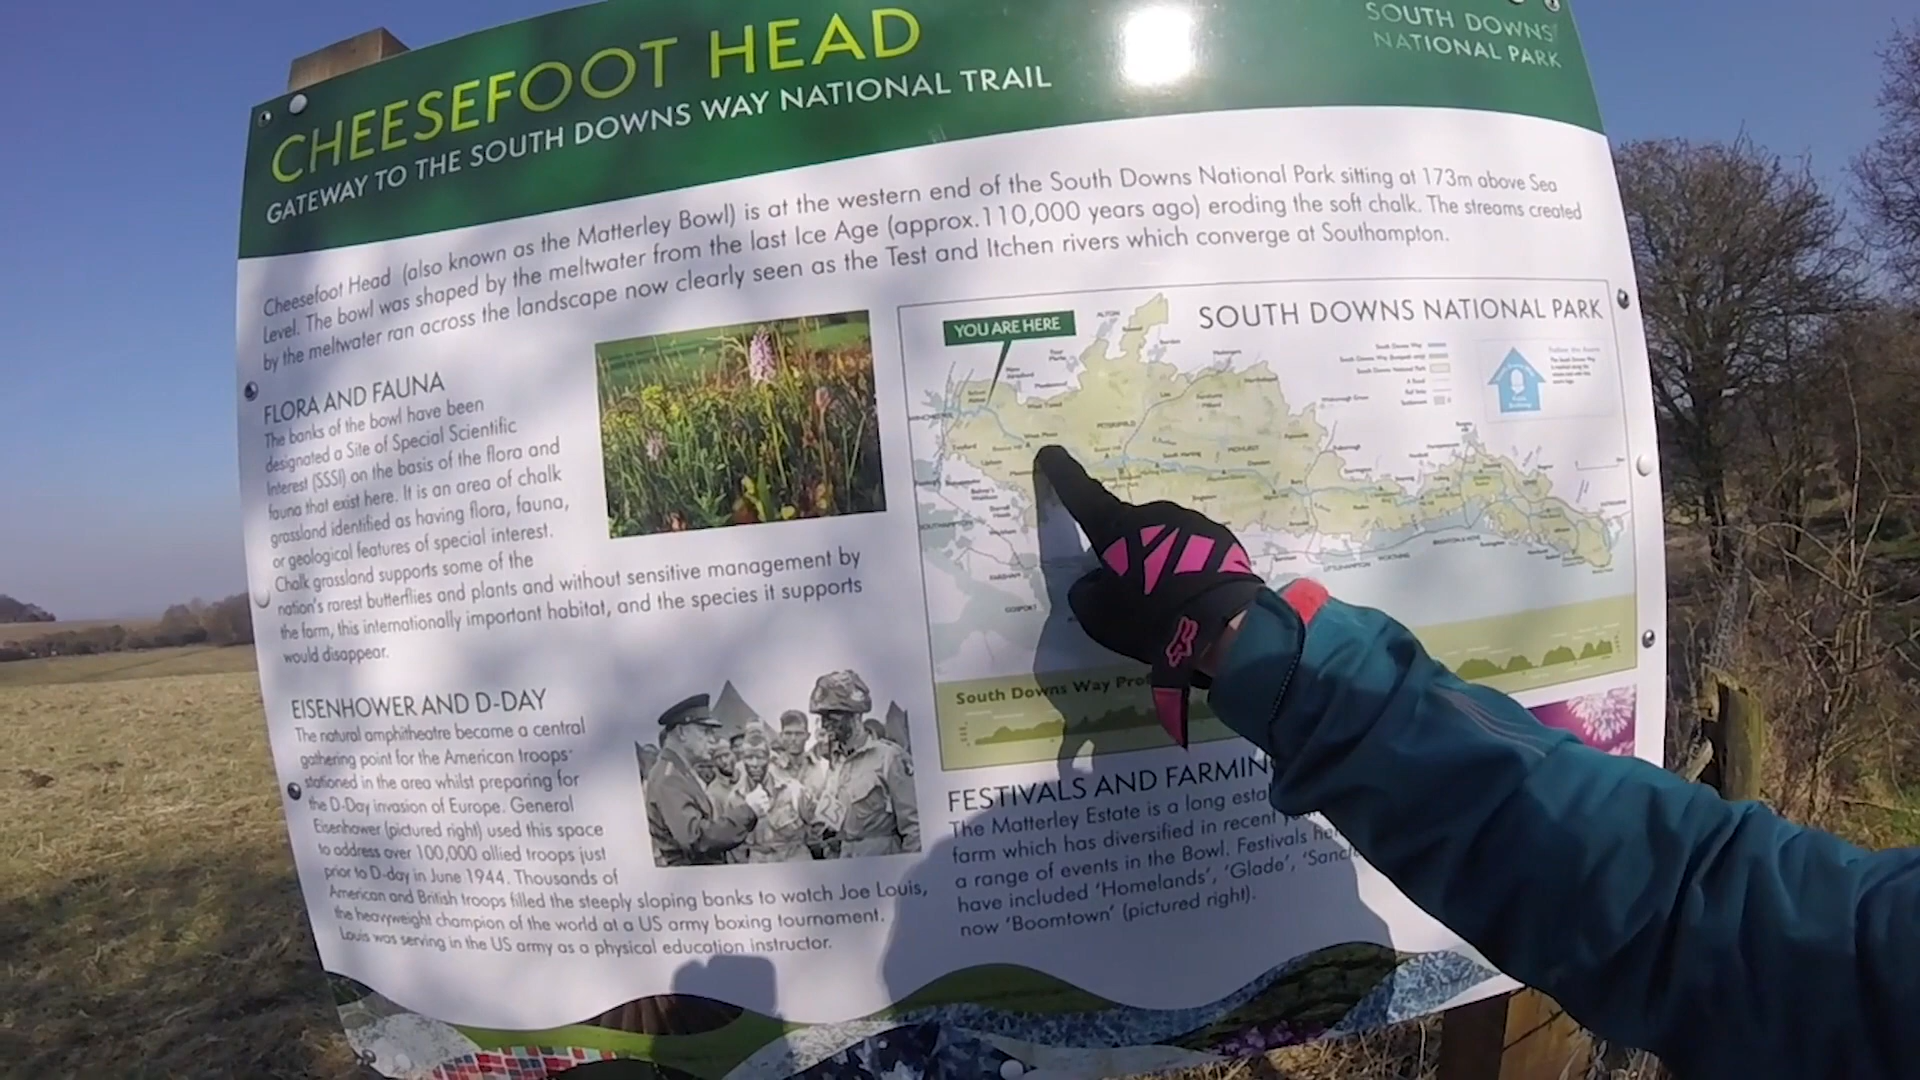 CHEESEFOOT HEAD
GATEWAY TO THE SOUTH DOWNS WAY NATIONAL TRAIL
SOUTH DOWNS
NATIONAL PARK
Cheesefoot Head (also known as the Matterley Bowl) is at the western end of the South Downs National Park sitting at 173m above Sea
Level. The bowl was shaped by the meltwater from the last Ice Age (approx.110,000 years ago) eroding the soft chalk. The streams created
by the meltwater ran across the landscape now clearly seen as the Test and Itchen rivers which converge at Southampton.
FLORA AND FAUNA
The banks of the bowl have been
designated a Site of Special Scientific
Interest (SSSI) on the basis of the flora and
fauna that exist here. It is an area of chalk
grassland identified as having flora, fauna,
or geological features of special interest.
Chalk grassland supports some of the
nation's rarest butterflies and plants and without sensitive management by
the farm, this internationally important habitat, and the species it supports
would disappear.
EISENHOWER AND D-DAY
The natural amphitheatre became a central
gathering point for the American troops
stationed in the area whilst preparing for
the D-Day invasion of Europe. General
Eisenhower (pictured right) used this space
to address over 100,000 allied troops just
prior to D-day in June 1944. Thousands of
American and British troops filled the steeply sloping banks to watch Joe Louis,
the heavyweight champion of the world at a US army boxing tournament.
Louis was serving in the US army as a physical education instructor.
YOU ARE HERE
SOUTH DOWNS NATIONAL PARK
ALTON
PETERSFIELD
MIDHURST
SOUTHAMPTON
FAREHAM
GOSPORT
LITTLEHAMPTON
WORTHING
BRIGHTON & HOVE
South Downs Way Pro
FESTIVALS AND FARMIN
The Matterley Estate is a long esta
farm which has diversified in recent
a range of events in the Bowl. Festivals he
have included 'Homelands', 'Glade', 'Sanc
now 'Boomtown' (pictured right).